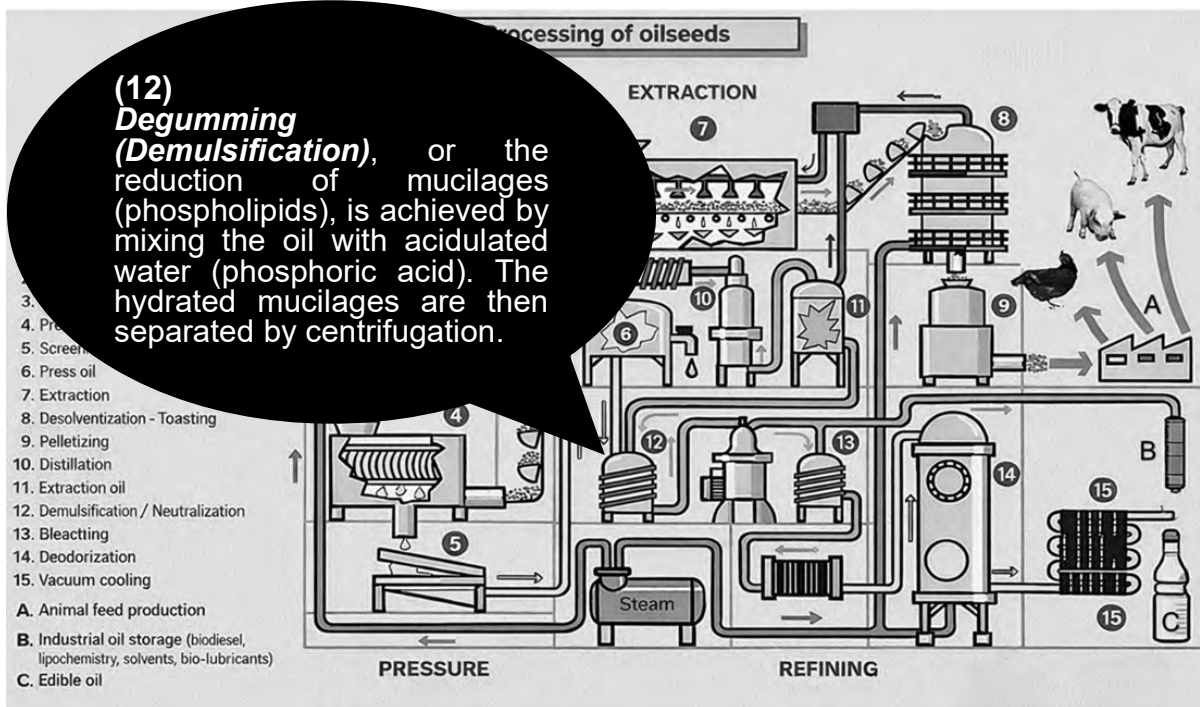 rocessing of oilseeds
(12)
Degumming
(Demulsification), or the
reduction of mucilages
(phospholipids), is achieved by
mixing the oil with acidulated
water (phosphoric acid). The
hydrated mucilages are then
separated by centrifugation.
EXTRACTION
7
8
10
11
9
6
A
4
12
13
14
B
15
5
Steam
15
C
3.
4. Pre
5. Screen
6. Press oil
7. Extraction
8. Desolventization - Toasting
9. Pelletizing
10. Distillation
11. Extraction oil
12. Demulsification / Neutralization
13. Bleactting
14. Deodorization
15. Vacuum cooling
A. Animal feed production
B. Industrial oil storage (biodiesel,
lipochemistry, solvents, bio-lubricants)
C. Edible oil
PRESSURE
REFINING